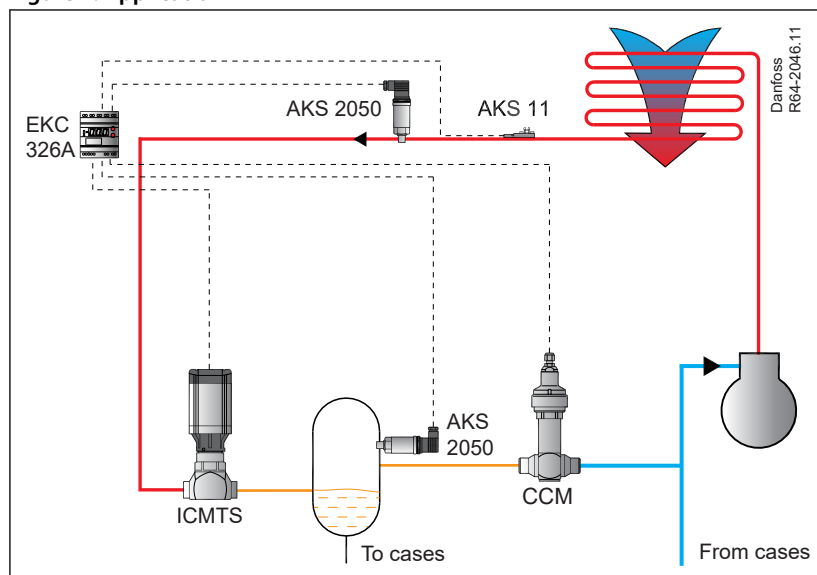 Danfoss
R64-2046.11
AKS 2050
AKS 11
EKC
326A
AKS
2050
ICMTS
CCM
To cases
From cases